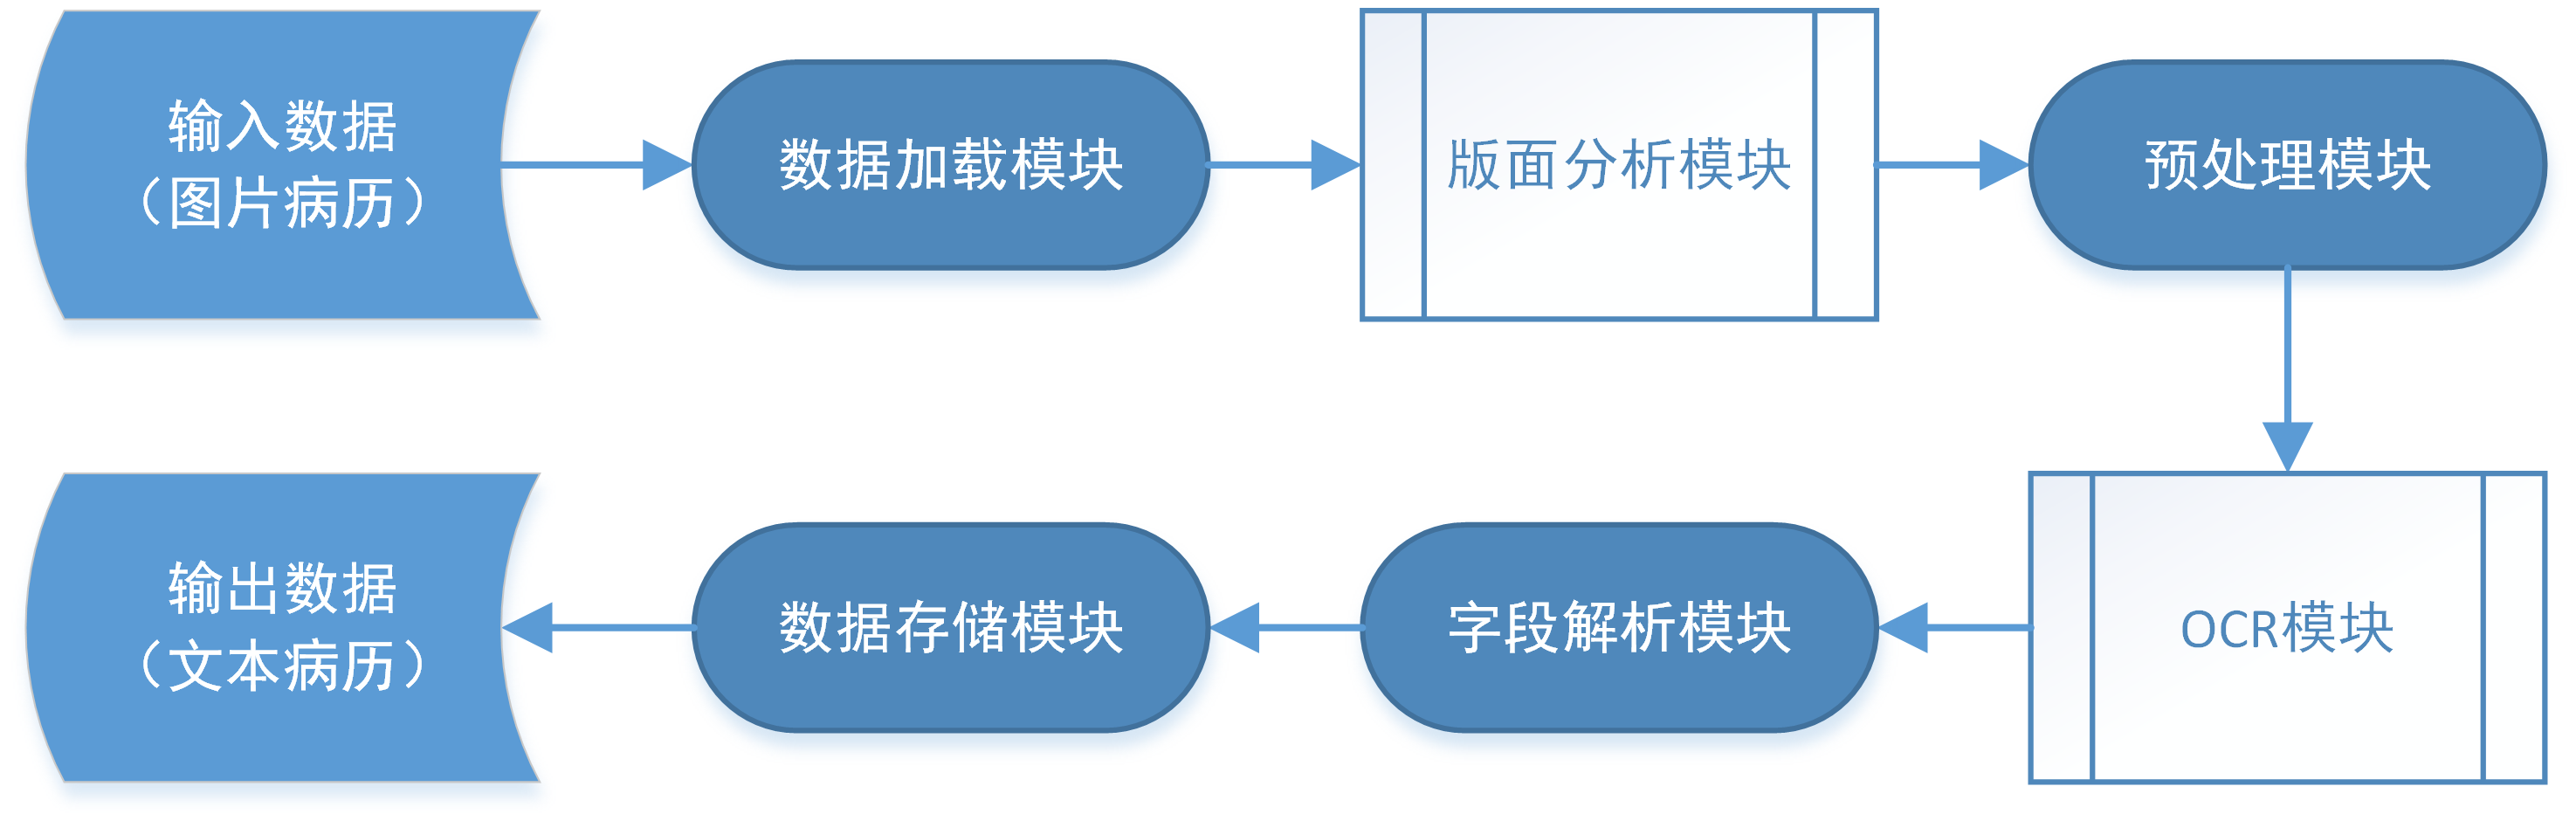 输入数据
（图片病历）
数据加载模块
版面分析模块
预处理模块
OCR模块
字段解析模块
数据存储模块
输出数据
（文本病历）